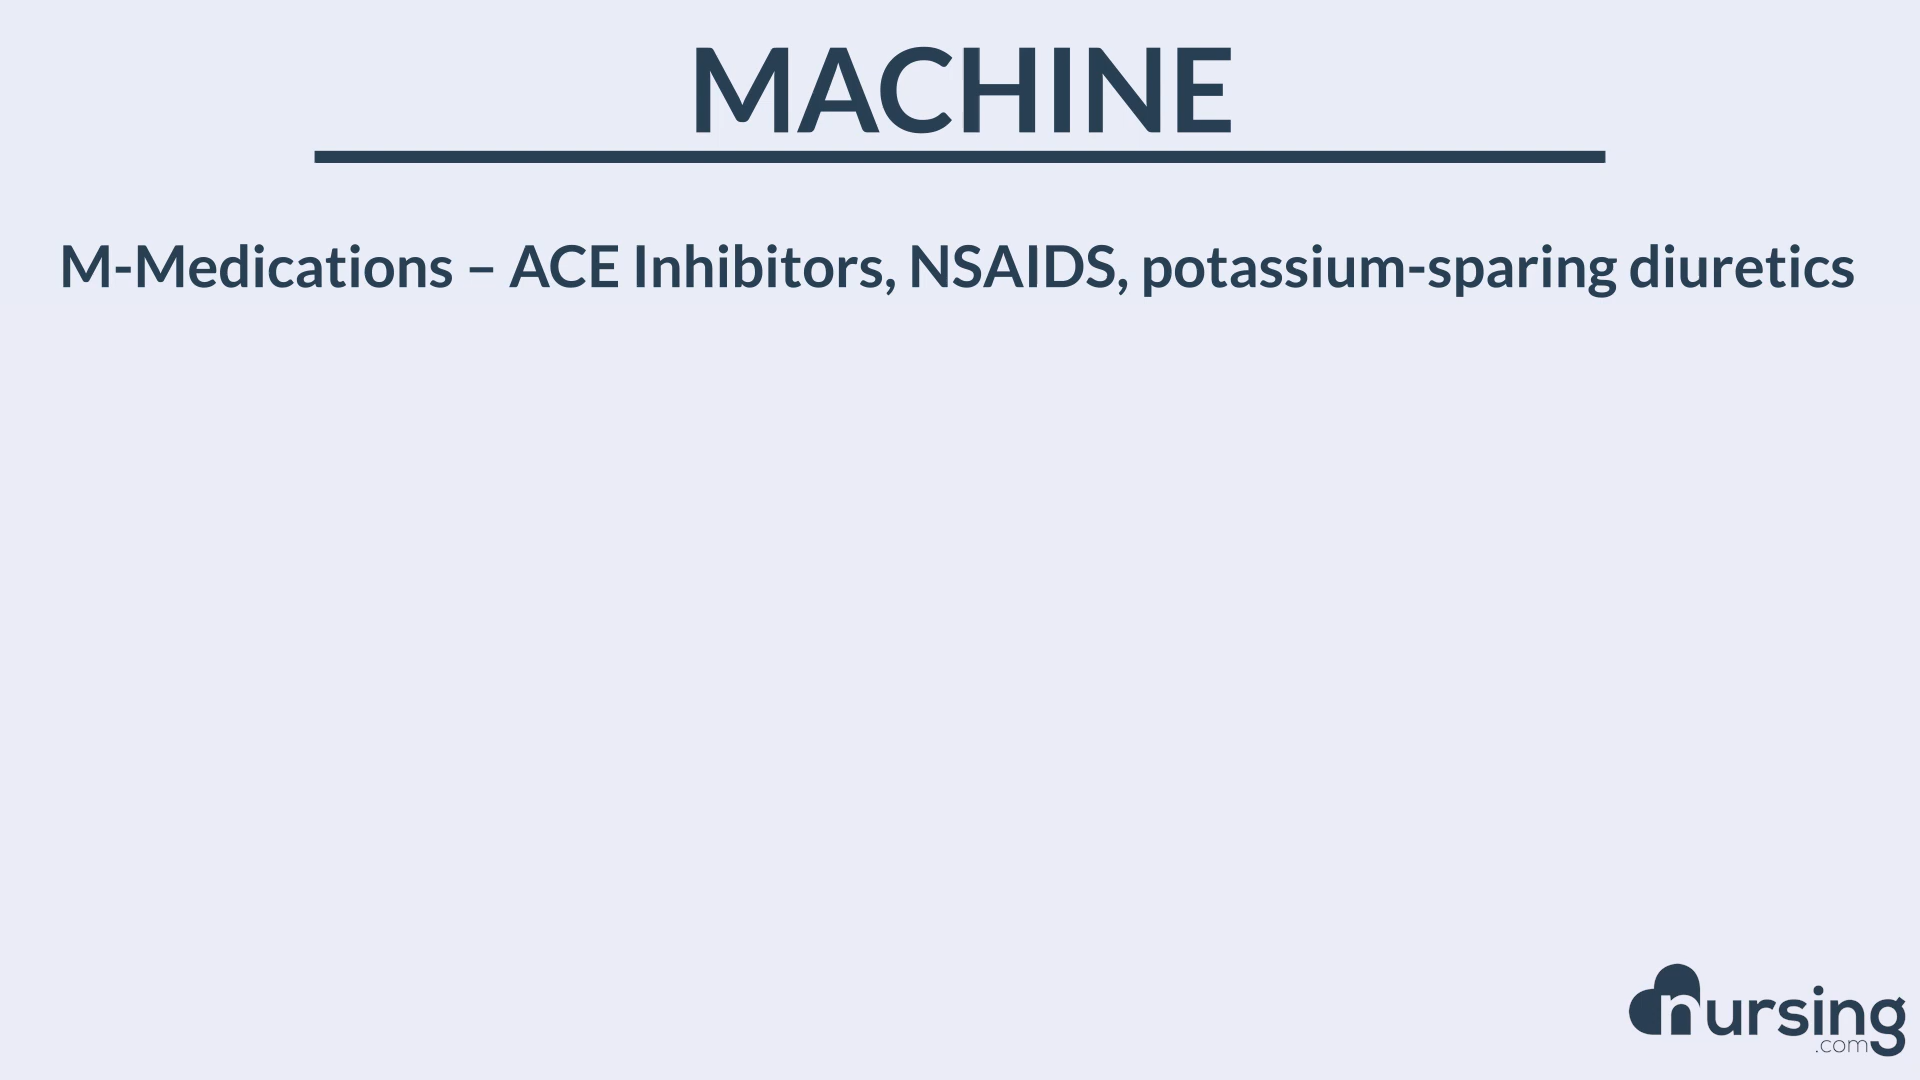 MACHINE
M-Medications – ACE Inhibitors, NSAIDS, potassium-sparing diuretics
nursing
.com